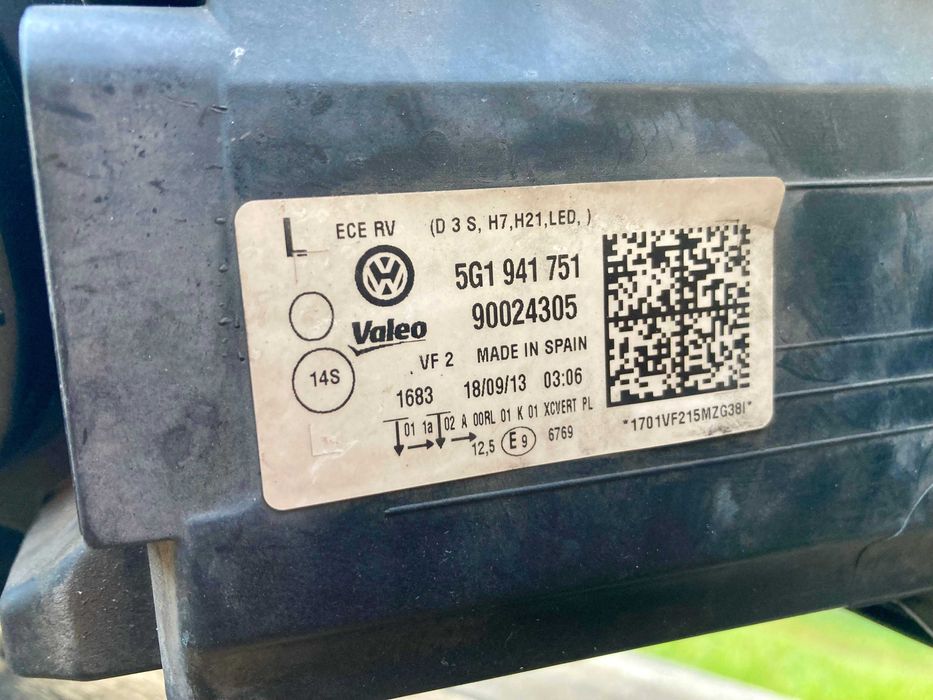 L ECE RV (D 3 S, H7,H21,LED, )
5G1 941 751
Valeo 90024305
. VF 2 MADE IN SPAIN
14S
1683 18/09/13 03:06
01 1a 02 A 00RL 01 K 01 XCVERT PL
12,5 E9 6769
*1701VF215MZG38I*